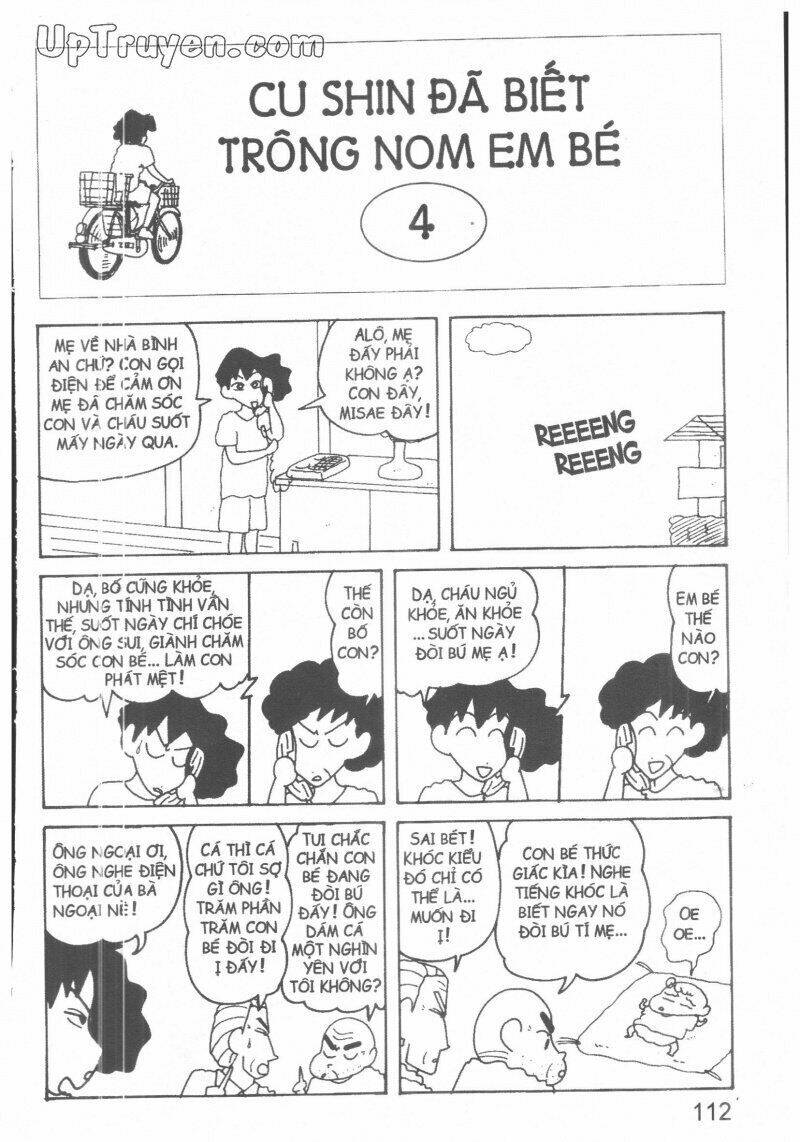 UpTruyen.com
CU SHIN ĐÃ BIẾT
TRÔNG NOM EM BÉ
4
REEEENG
REEENG
ALÔ, MẸ
ĐẤY PHẢI
KHÔNG Ạ?
CON ĐÂY,
MISAE ĐÂY!
MẸ VỀ NHÀ BÌNH
AN CHỨ? CON GỌI
ĐIỆN ĐỂ CẢM ƠN
MẸ ĐÃ CHĂM SÓC
CON VÀ CHÁU SUỐT
MẤY NGÀY QUA.
EM BÉ
THẾ
NÀO
CON?
DẠ, CHÁU NGỦ
KHỎE, ĂN KHỎE
...SUỐT NGÀY
ĐÒI BÚ MẸ Ạ!
THẾ
CÒN
BỐ
CON?
DẠ, BỐ CŨNG KHỎE,
NHƯNG TÍNH TÌNH VẪN
THẾ, SUỐT NGÀY CHÍ CHÓE
VỚI ÔNG SUI, GIÀNH CHĂM
SÓC CON BÉ... LÀM CON
PHÁT MỆT!
OE
OE...
CON BÉ THỨC
GIẤC KÌA! NGHE
TIẾNG KHÓC LÀ
BIẾT NGAY NÓ
ĐÒI BÚ TÍ MẸ...
SAI BÉT!
KHÓC KIỂU
ĐÓ CHỈ CÓ
THỂ LÀ...
MUỐN ĐI
Ị!
TUI CHẮC
CHẮN CON
BÉ ĐANG
ĐÒI BÚ
ĐẤY! ÔNG
DÁM CÁ
MỘT NGHÌN
YÊN VỚI
TÔI KHÔNG?
CÁ THÌ CÁ
CHỨ TÔI SỢ
GÌ ÔNG!
TRĂM PHẦN
TRĂM CON
BÉ ĐÒI ĐI
Ị ĐẤY!
ÔNG NGOẠI ƠI,
ÔNG NGHE ĐIỆN
THOẠI CỦA BÀ
NGOẠI NÈ!
112